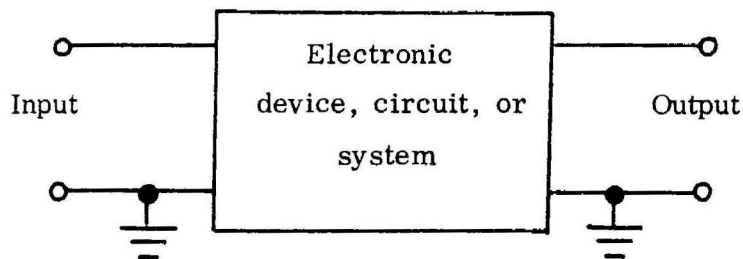 Electronic
Input
device, circuit, or
Output
system